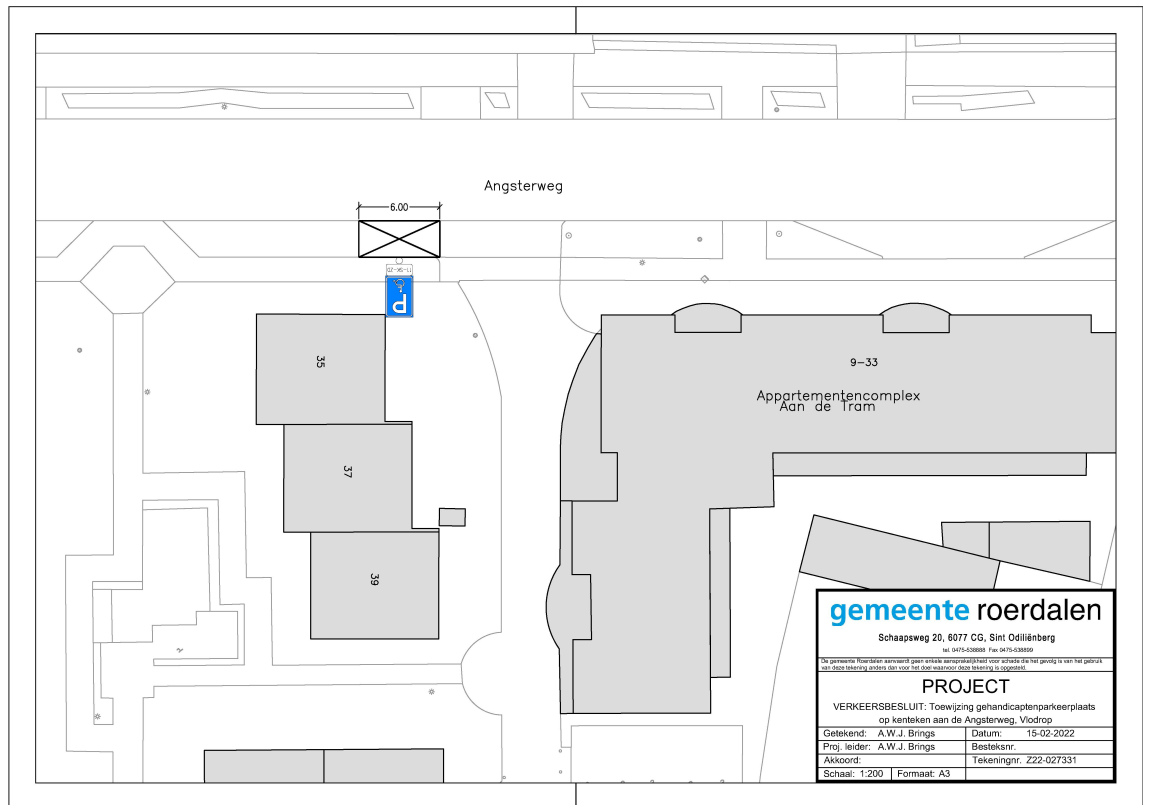 Angsterweg
6.00
11-SK-ZD
P
35
37
39
9-33
Appartementencomplex
Aan de Tram
gemeente roerdalen
Schaapsweg 20, 6077 CG, Sint Odiliënberg
tel. 0475-538888 Fax 0475-538899
De gemeente Roerdalen aanvaardt geen enkele aansprakelijkheid voor schade die het gevolg is van het gebruik
van deze tekening anders dan voor het doel waarvoor deze tekening is opgesteld.
PROJECT
VERKEERSBESLUIT: Toewijzing gehandicaptenparkeerplaats
op kenteken aan de Angsterweg, Vlodrop
Getekend: A.W.J. Brings Datum: 15-02-2022
Proj. leider: A.W.J. Brings Besteksnr.
Akkoord: Tekeningnr. Z22-027331
Schaal: 1:200 Formaat: A3